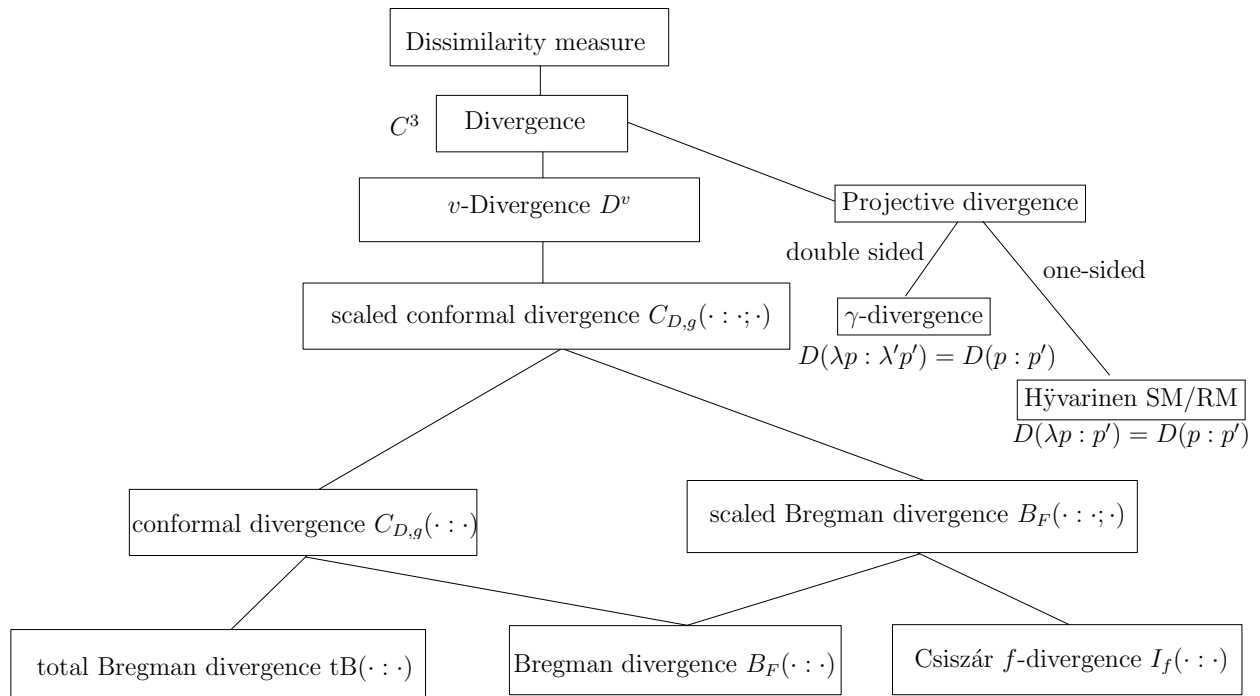 Dissimilarity measure
C³ Divergence
v-Divergence Dᵛ
Projective divergence
double sided
one-sided
scaled conformal divergence C_{D,g}(· : ·; ·)
γ-divergence
D(λp : λ′p′) = D(p : p′)
Hÿvarinen SM/RM
D(λp : p′) = D(p : p′)
conformal divergence C_{D,g}(· : ·)
scaled Bregman divergence B_F(· : ·; ·)
total Bregman divergence tB(· : ·)
Bregman divergence B_F(· : ·)
Csiszár f-divergence I_f(· : ·)